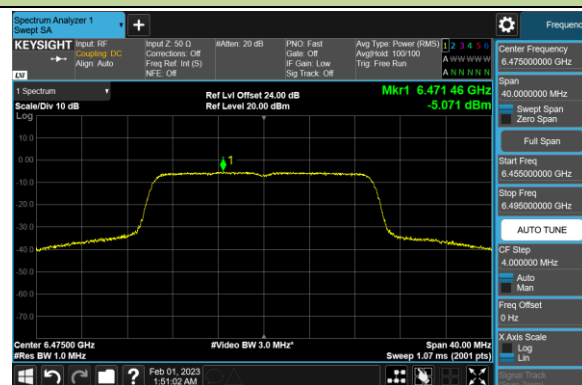 Spectrum Analyzer 1
Swept SA
Frequency
KEYSIGHT
Input: RF
Coupling: DC
Align: Auto
Input Z: 50 Ω
Corrections: Off
Freq Ref: Int (S)
NFE: Off
#Atten: 20 dB
PNO: Fast
Gate: Off
IF Gain: Low
Sig Track: Off
Avg Type: Power (RMS)
Avg|Hold: 100/100
Trig: Free Run
1 2 3 4 5 6
A W W W W W
A N N N N N
LXI
1 Spectrum
Scale/Div 10 dB
Ref Lvl Offset 24.00 dB
Ref Level 20.00 dBm
Mkr1 6.471 46 GHz
-5.071 dBm
Log
10.0
0.00
-10.0
-20.0
-30.0
-40.0
-50.0
-60.0
-70.0
1
Center 6.47500 GHz
#Res BW 1.0 MHz
#Video BW 3.0 MHz*
Span 40.00 MHz
Sweep 1.07 ms (2001 pts)
Feb 01, 2023
1:51:02 AM
Center Frequency
6.475000000 GHz
Span
40.0000000 MHz
Swept Span
Zero Span
Full Span
Start Freq
6.455000000 GHz
Stop Freq
6.495000000 GHz
AUTO TUNE
CF Step
4.000000 MHz
Auto
Man
Freq Offset
0 Hz
X Axis Scale
Log
Lin
Signal Track